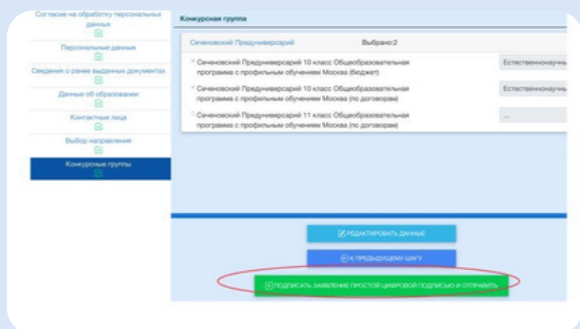 Согласие на обработку персональных
данных
Персональные данные
Сведения о ранее выданных документах
Данные об образовании
Контактные лица
Выбор направления
Конкурсные группы
Конкурсная группа
Сеченовский Предуниверсарий Выбрано:2
Сеченовский Предуниверсарий 10 класс Общеобразовательная
программа с профильным обучением Москва (бюджет)
Естественнонаучны
Сеченовский Предуниверсарий 10 класс Общеобразовательная
программа с профильным обучением Москва (по договорам)
Естественнонаучны
Сеченовский Предуниверсарий 11 класс Общеобразовательная
программа с профильным обучением Москва (по договорам)
...
РЕДАКТИРОВАТЬ ДАННЫЕ
К ПРЕДЫДУЩЕМУ ШАГУ
ПОДПИСАТЬ ЗАЯВЛЕНИЕ ПРОСТОЙ ЦИФРОВОЙ ПОДПИСЬЮ И ОТПРАВИТЬ